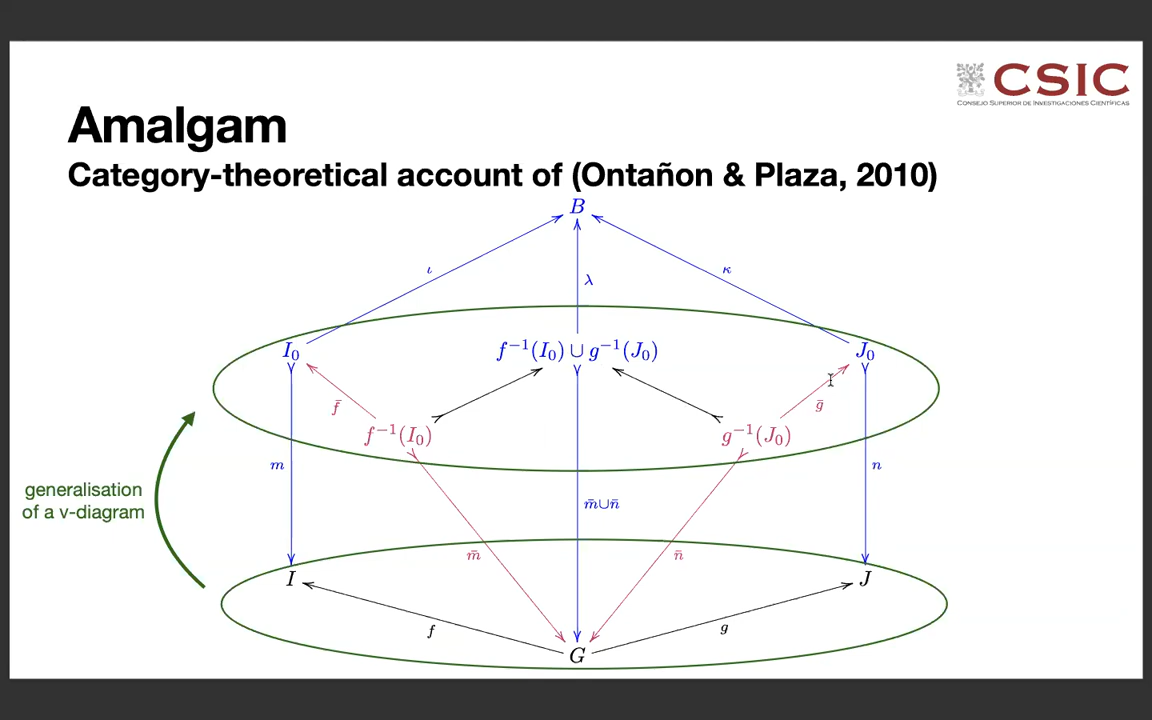 CSIC
CONSEJO SUPERIOR DE INVESTIGACIONES CIENTÍFICAS
Amalgam
Category-theoretical account of (Ontañon & Plaza, 2010)
B
ι κ
λ
I₀ f⁻¹(I₀) ∪ g⁻¹(J₀) J₀
f̄ ḡ
f⁻¹(I₀) g⁻¹(J₀)
m n
generalisation
of a v-diagram
m̄∪n̄
m̄ n̄
I J
f g
G